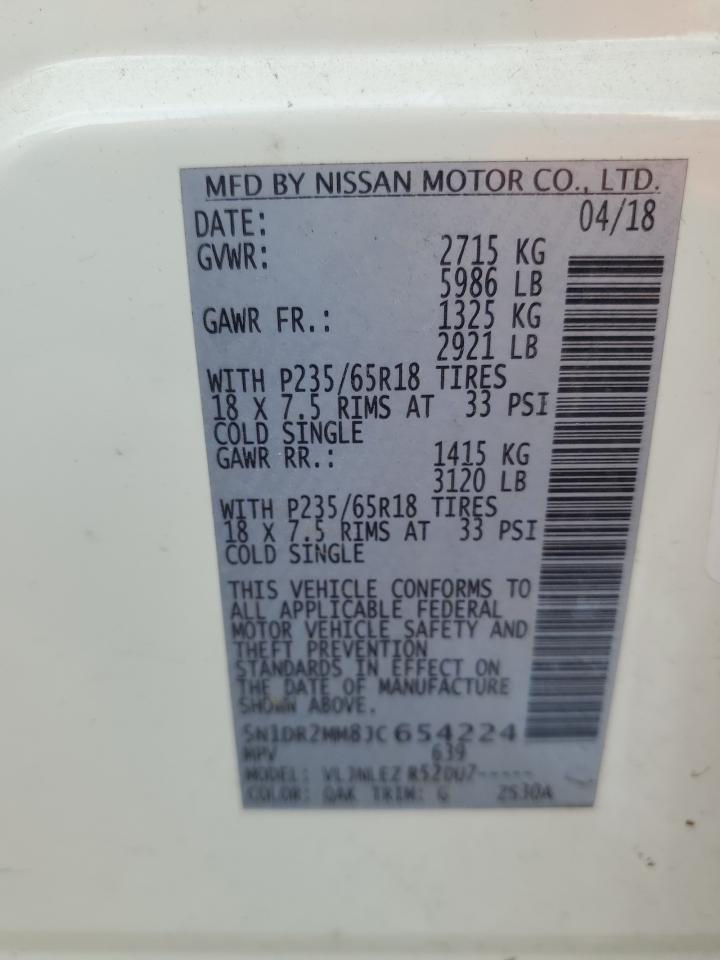 MFD BY NISSAN MOTOR CO., LTD.
DATE: 04/18
GVWR: 2715 KG
5986 LB
GAWR FR.: 1325 KG
2921 LB
WITH P235/65R18 TIRES
18 X 7.5 RIMS AT 33 PSI
COLD SINGLE
GAWR RR.: 1415 KG
3120 LB
WITH P235/65R18 TIRES
18 X 7.5 RIMS AT 33 PSI
COLD SINGLE
THIS VEHICLE CONFORMS TO
ALL APPLICABLE FEDERAL
MOTOR VEHICLE SAFETY AND
THEFT PREVENTION
STANDARDS IN EFFECT ON
THE DATE OF MANUFACTURE
SHOWN ABOVE.
5N1DR2MM8JC 654224
MPV 639
MODEL:
COLOR: QAK TRIM: G 2S30A